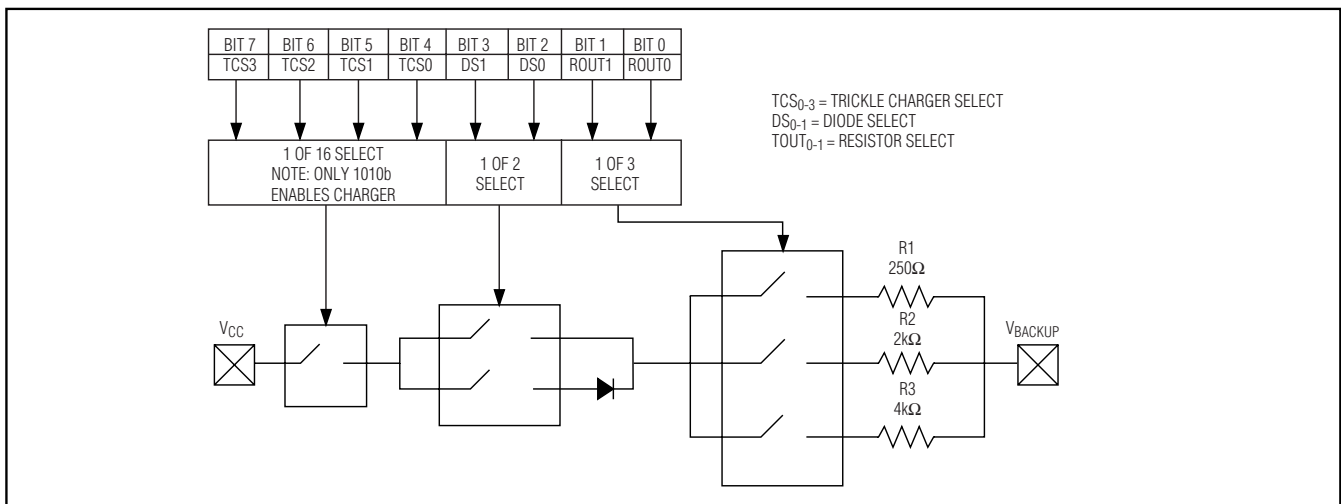 BIT 7 BIT 6 BIT 5 BIT 4 BIT 3 BIT 2 BIT 1 BIT 0
TCS3 TCS2 TCS1 TCS0 DS1 DS0 ROUT1 ROUT0
TCS0-3 = TRICKLE CHARGER SELECT
DS0-1 = DIODE SELECT
TOUT0-1 = RESISTOR SELECT
1 OF 16 SELECT
NOTE: ONLY 1010b
ENABLES CHARGER
1 OF 2
SELECT
1 OF 3
SELECT
VCC
R1
250Ω
R2
2kΩ
R3
4kΩ
VBACKUP